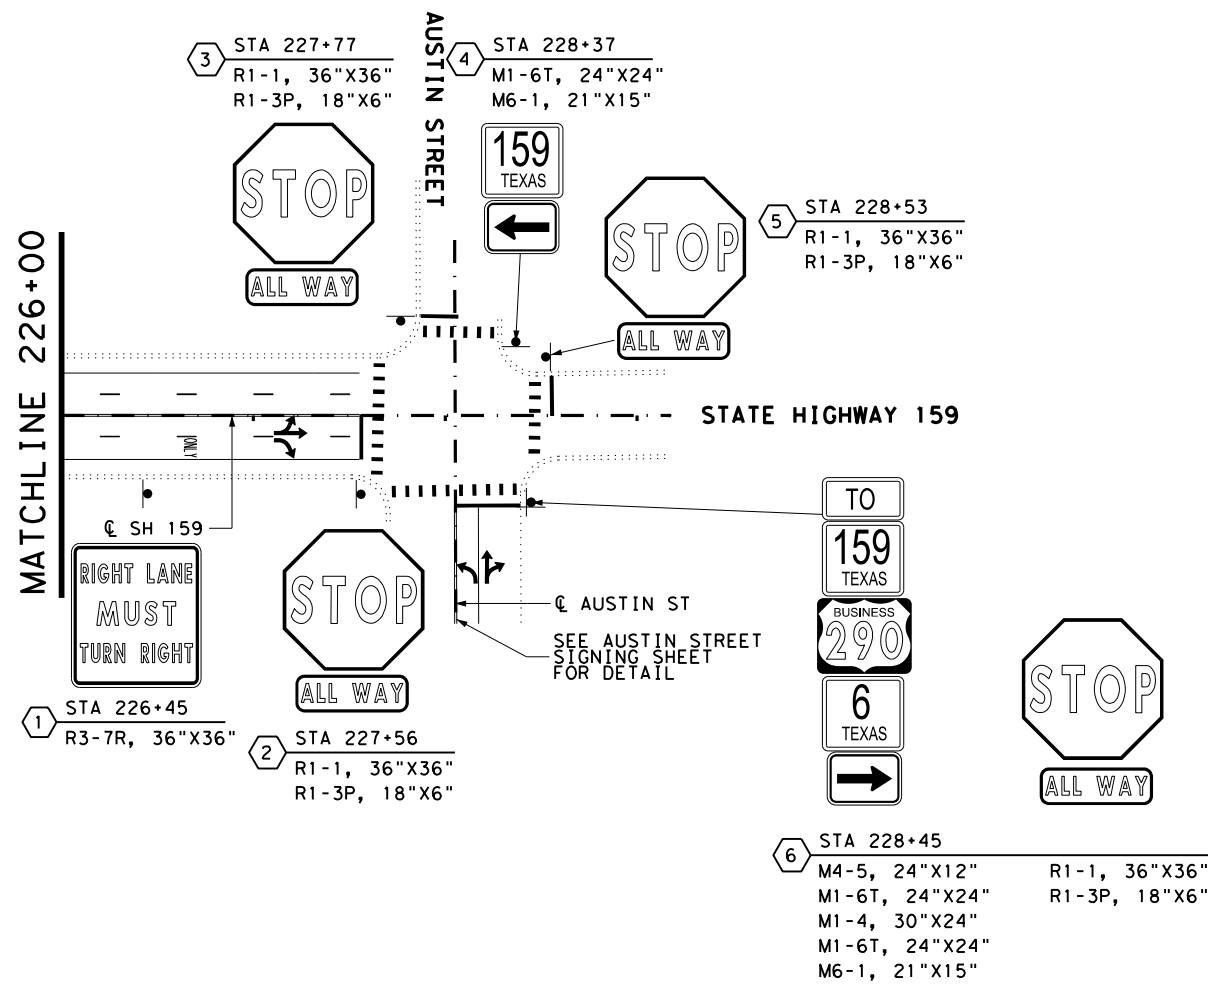 3
STA 227+77
R1-1, 36"X36"
R1-3P, 18"X6"
STOP
ALL WAY
AUSTIN STREET
4
STA 228+37
M1-6T, 24"X24"
M6-1, 21"X15"
159
TEXAS
STOP
ALL WAY
5
STA 228+53
R1-1, 36"X36"
R1-3P, 18"X6"
MATCHLINE 226+00
STATE HIGHWAY 159
ONLY
℄ SH 159
RIGHT LANE
MUST
TURN RIGHT
1
STA 226+45
R3-7R, 36"X36"
STOP
ALL WAY
2
STA 227+56
R1-1, 36"X36"
R1-3P, 18"X6"
℄ AUSTIN ST
SEE AUSTIN STREET
SIGNING SHEET
FOR DETAIL
TO
159
TEXAS
BUSINESS
290
6
TEXAS
STOP
ALL WAY
6
STA 228+45
M4-5, 24"X12"
M1-6T, 24"X24"
M1-4, 30"X24"
M1-6T, 24"X24"
M6-1, 21"X15"
R1-1, 36"X36"
R1-3P, 18"X6"